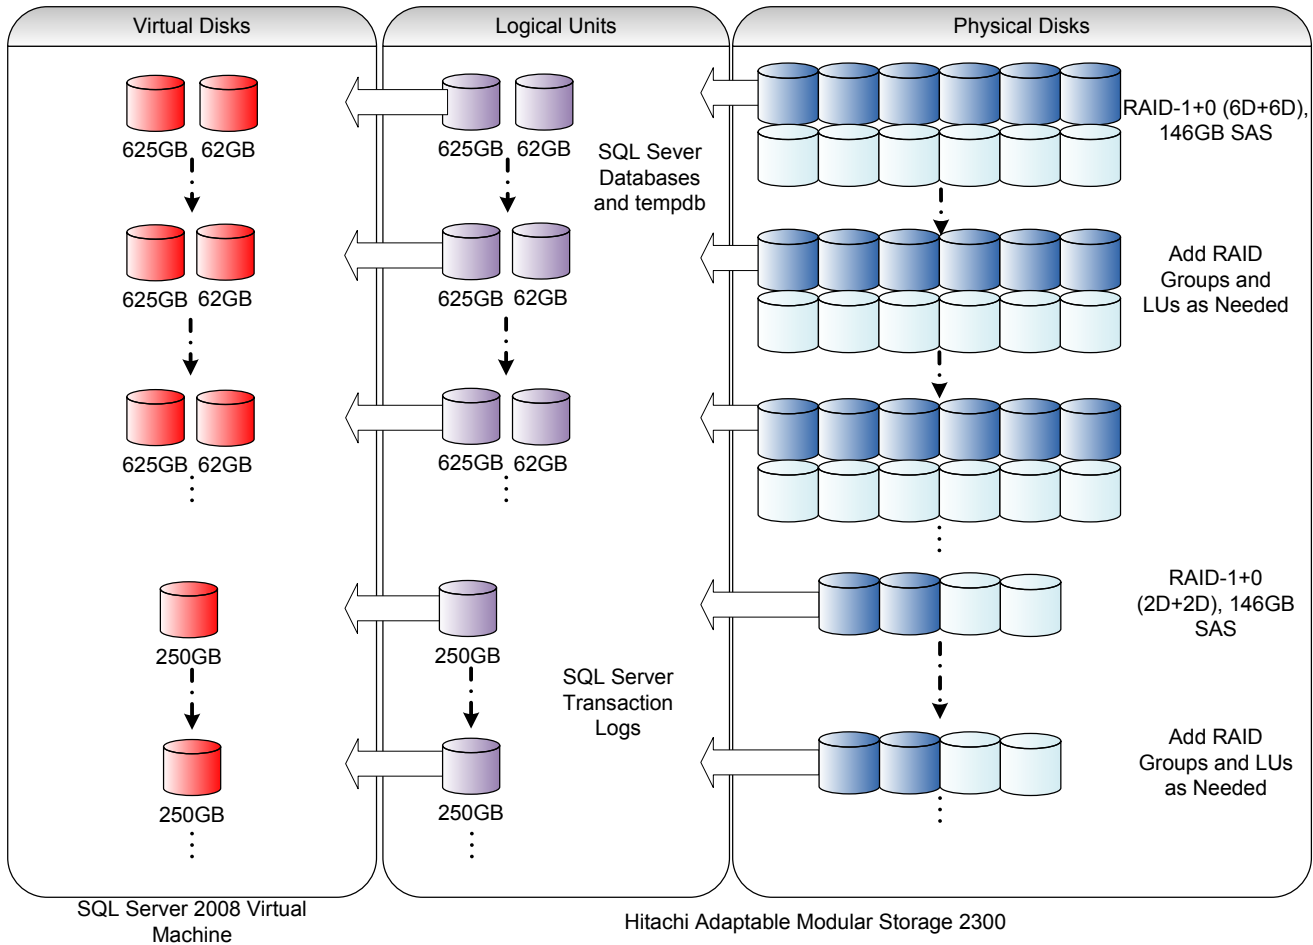 Virtual Disks
Logical Units
Physical Disks
625GB 62GB
625GB 62GB
SQL Sever
Databases
and tempdb
RAID-1+0 (6D+6D),
146GB SAS
625GB 62GB
625GB 62GB
Add RAID
Groups and
LUs as Needed
625GB 62GB
625GB 62GB
250GB
250GB
RAID-1+0
(2D+2D), 146GB
SAS
SQL Server
Transaction
Logs
250GB
250GB
Add RAID
Groups and LUs
as Needed
SQL Server 2008 Virtual
Machine
Hitachi Adaptable Modular Storage 2300